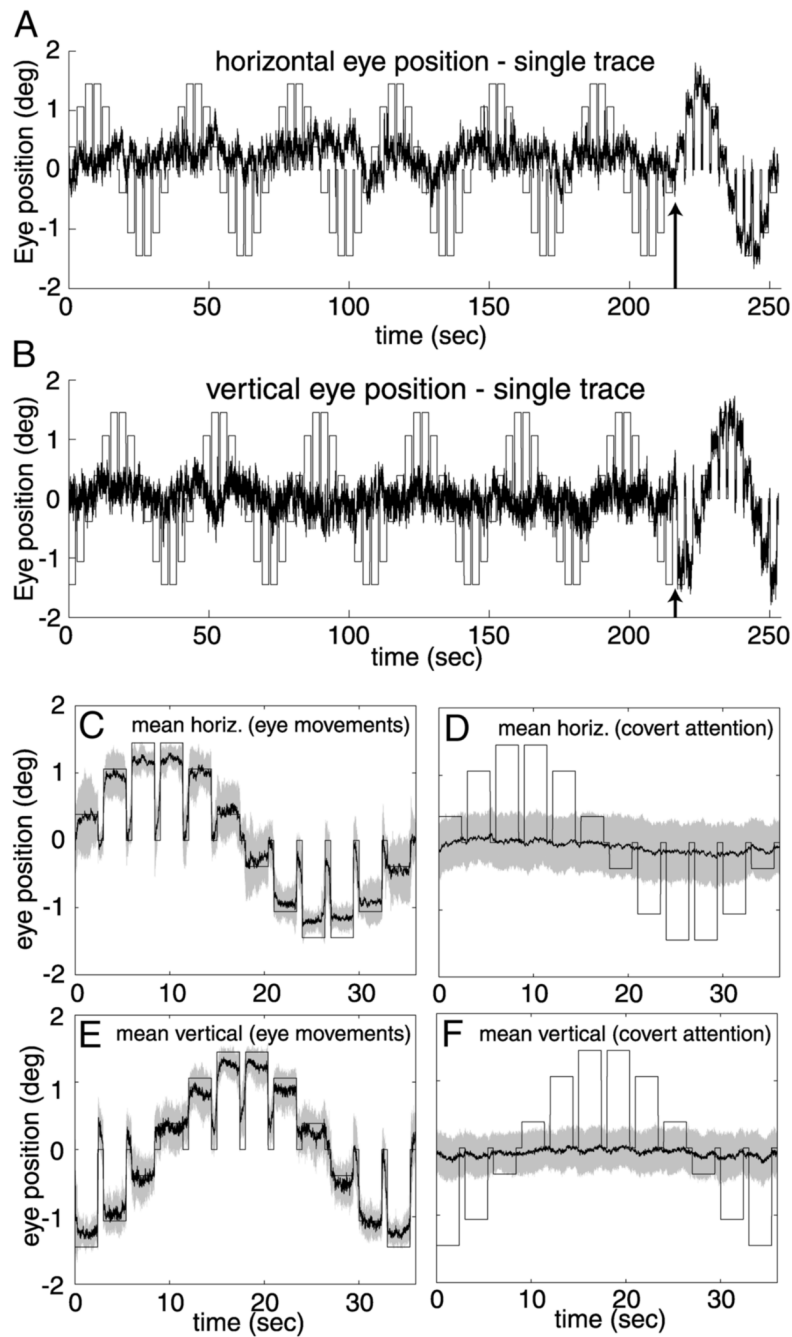 A
horizontal eye position - single trace
Eye position (deg)
2
1
0
-1
-2
0 50 100 150 200 250
time (sec)
B
vertical eye position - single trace
Eye position (deg)
2
1
0
-1
-2
0 50 100 150 200 250
time (sec)
C mean horiz. (eye movements)
eye position (deg)
2
1
0
-1
-2
0 10 20 30
D mean horiz. (covert attention)
0 10 20 30
E mean vertical (eye movements)
eye position (deg)
2
1
0
-1
-2
0 10 20 30
time (sec)
F mean vertical (covert attention)
0 10 20 30
time (sec)